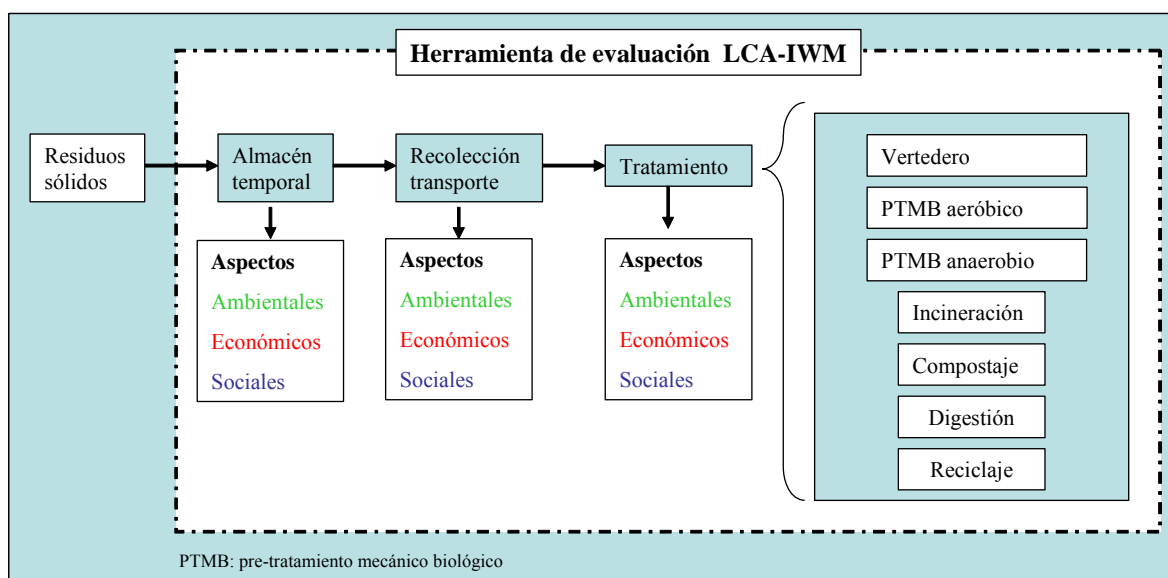 Herramienta de evaluación LCA-IWM
Residuos
sólidos
Almacén
temporal
Recolección
transporte
Tratamiento
Aspectos
Ambientales
Económicos
Sociales
Aspectos
Ambientales
Económicos
Sociales
Aspectos
Ambientales
Económicos
Sociales
Vertedero
PTMB aeróbico
PTMB anaerobio
Incineración
Compostaje
Digestión
Reciclaje
PTMB: pre-tratamiento mecánico biológico